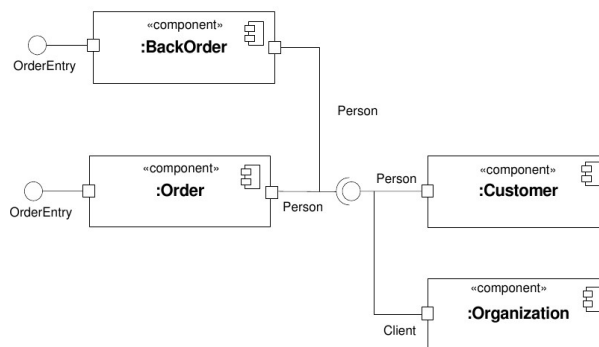 «component»
:BackOrder
OrderEntry
Person
«component»
:Order
OrderEntry
Person
Person
«component»
:Customer
«component»
:Organization
Client